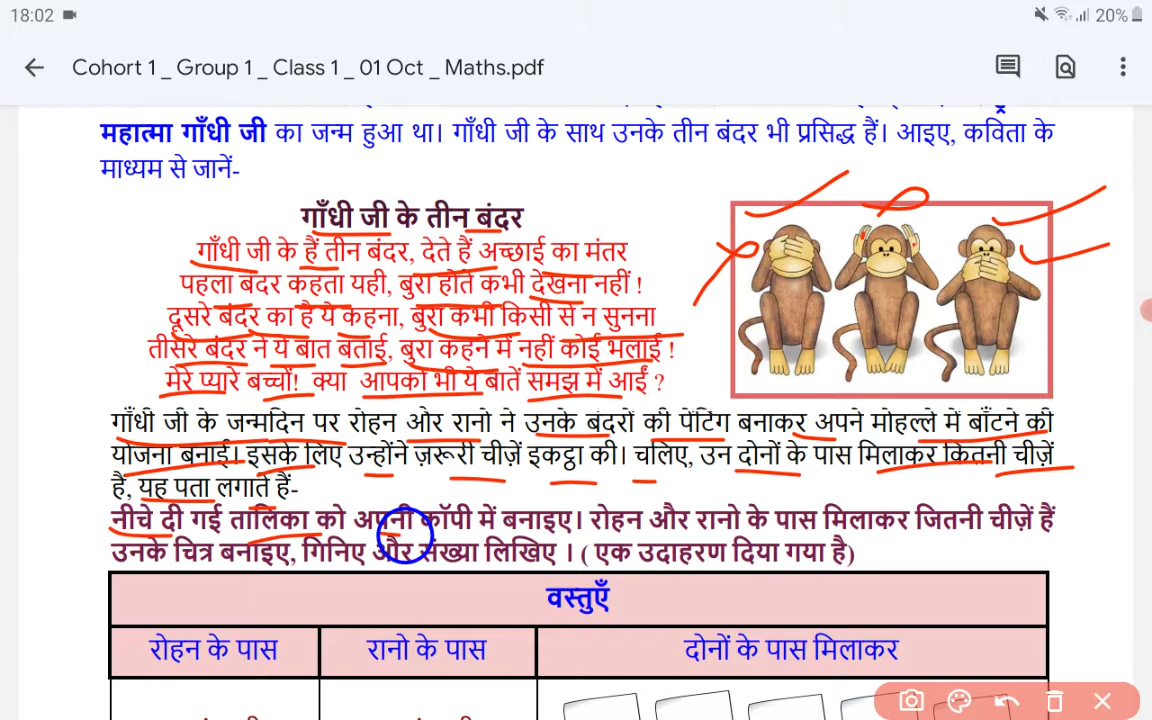 18:02
20%
Cohort 1 _ Group 1 _ Class 1 _ 01 Oct _ Maths.pdf
महात्मा गाँधी जी का जन्म हुआ था। गाँधी जी के साथ उनके तीन बंदर भी प्रसिद्ध हैं। आइए, कविता के
माध्यम से जानें-
गाँधी जी के तीन बंदर
गाँधी जी के हैं तीन बंदर, देते हैं अच्छाई का मंतर
पहला बंदर कहता यही, बुरा होते कभी देखना नहीं !
दूसरे बंदर का है ये कहना, बुरा कभी किसी से न सुनना
तीसरे बंदर ने ये बात बताई, बुरा कहने में नहीं कोई भलाई !
मेरे प्यारे बच्चों! क्या आपको भी ये बातें समझ में आईं ?
गाँधी जी के जन्मदिन पर रोहन ओर रानो ने उनके बंदरों की पेंटिंग बनाकर अपने मोहल्ले में बाँटने की
योजना बनाई। इसके लिए उन्होंने ज़रूरी चीज़ें इकट्ठा की। चलिए, उन दोनों के पास मिलाकर कितनी चीज़ें
हैं, यह पता लगाते हैं-
नीचे दी गई तालिका को अपनी कॉपी में बनाइए। रोहन और रानो के पास मिलाकर जितनी चीज़ें हैं
उनके चित्र बनाइए, गिनिए और संख्या लिखिए । ( एक उदाहरण दिया गया है)
वस्तुएँ
रोहन के पास
रानो के पास
दोनों के पास मिलाकर